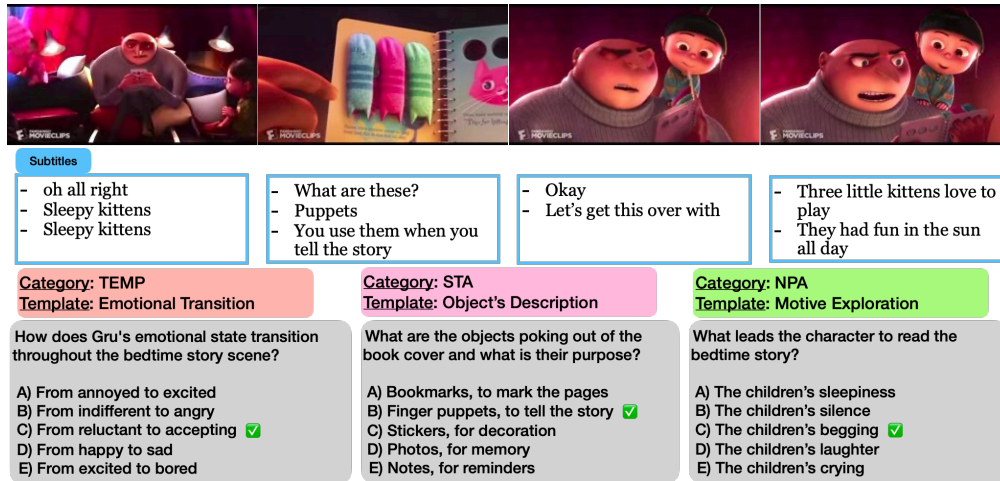 FANDANGO
MOVIECLIPS
FANDANGO
MOVIECLIPS
FANDANGO
MOVIECLIPS
Subtitles
- oh all right
- Sleepy kittens
- Sleepy kittens
- What are these?
- Puppets
- You use them when you
tell the story
- Okay
- Let's get this over with
- Three little kittens love to
play
- They had fun in the sun
all day
Category: TEMP
Template: Emotional Transition
How does Gru's emotional state transition
throughout the bedtime story scene?
A) From annoyed to excited
B) From indifferent to angry
C) From reluctant to accepting ✅
D) From happy to sad
E) From excited to bored
Category: STA
Template: Object's Description
What are the objects poking out of the
book cover and what is their purpose?
A) Bookmarks, to mark the pages
B) Finger puppets, to tell the story ✅
C) Stickers, for decoration
D) Photos, for memory
E) Notes, for reminders
Category: NPA
Template: Motive Exploration
What leads the character to read the
bedtime story?
A) The children's sleepiness
B) The children's silence
C) The children's begging ✅
D) The children's laughter
E) The children's crying